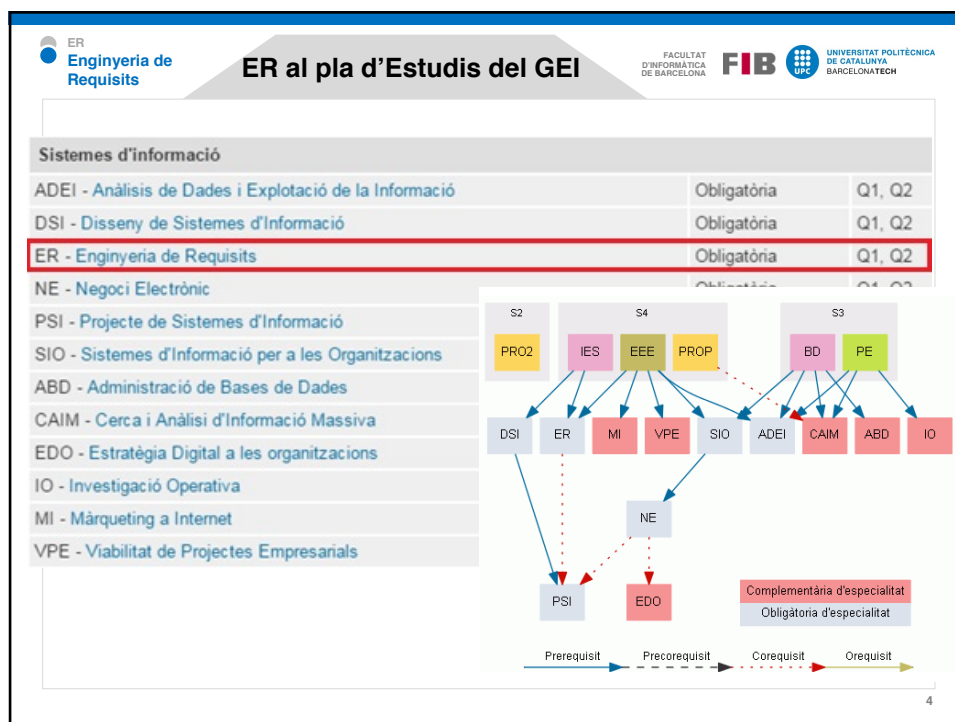 ER
Enginyeria de
Requisits
ER al pla d'Estudis del GEI
FACULTAT
D'INFORMÀTICA
DE BARCELONA
FIB
UPC
UNIVERSITAT POLITÈCNICA
DE CATALUNYA
BARCELONATECH
Sistemes d'informació
ADEI - Anàlisis de Dades i Explotació de la Informació Obligatòria Q1, Q2
DSI - Disseny de Sistemes d'Informació Obligatòria Q1, Q2
ER - Enginyeria de Requisits Obligatòria Q1, Q2
NE - Negoci Electrònic Obligatòria Q1, Q2
PSI - Projecte de Sistemes d'Informació
SIO - Sistemes d'Informació per a les Organitzacions
ABD - Administració de Bases de Dades
CAIM - Cerca i Anàlisi d'Informació Massiva
EDO - Estratègia Digital a les organitzacions
IO - Investigació Operativa
MI - Màrqueting a Internet
VPE - Viabilitat de Projectes Empresarials
S2 S4 S3
PRO2 IES EEE PROP BD PE
DSI ER MI VPE SIO ADEI CAIM ABD IO
NE
PSI EDO
Complementària d'especialitat
Obligàtoria d'especialitat
Prerequisit Precorequisit Corequisit Orequisit
4